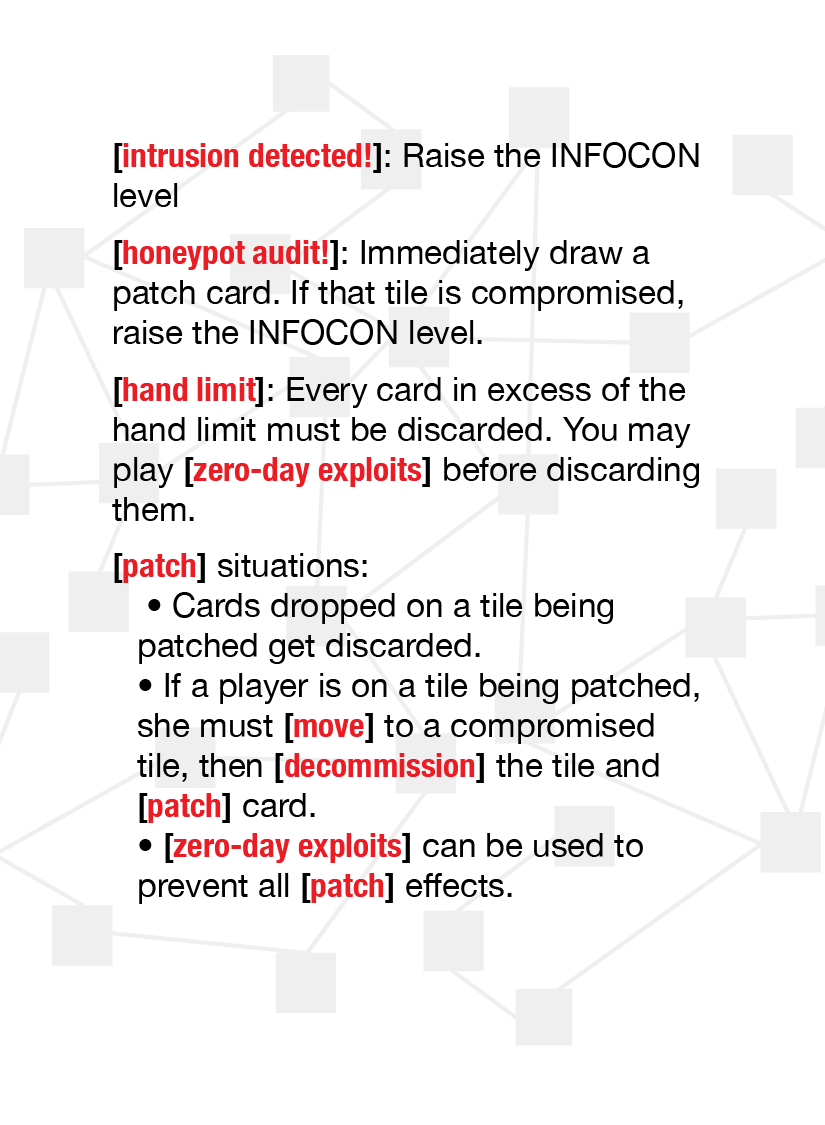 [intrusion detected!]: Raise the INFOCON
level
[honeypot audit!]: Immediately draw a
patch card. If that tile is compromised,
raise the INFOCON level.
[hand limit]: Every card in excess of the
hand limit must be discarded. You may
play [zero-day exploits] before discarding
them.
[patch] situations:
• Cards dropped on a tile being
patched get discarded.
• If a player is on a tile being patched,
she must [move] to a compromised
tile, then [decommission] the tile and
[patch] card.
• [zero-day exploits] can be used to
prevent all [patch] effects.